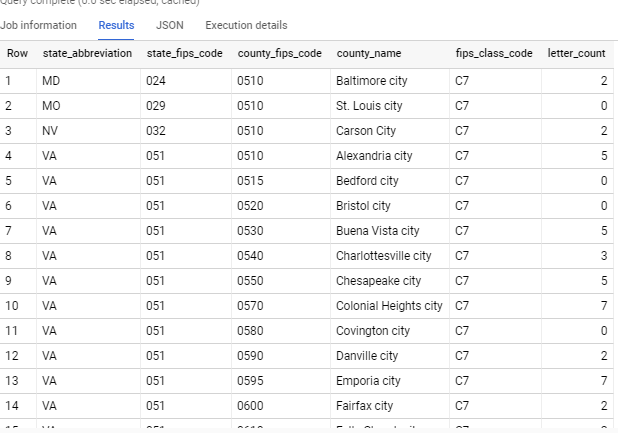 Query complete (0.0 sec elapsed, cached)
Job information Results JSON Execution details
Row state_abbreviation state_fips_code county_fips_code county_name fips_class_code letter_count
1 MD 024 0510 Baltimore city C7 2
2 MO 029 0510 St. Louis city C7 0
3 NV 032 0510 Carson City C7 2
4 VA 051 0510 Alexandria city C7 5
5 VA 051 0515 Bedford city C7 0
6 VA 051 0520 Bristol city C7 0
7 VA 051 0530 Buena Vista city C7 5
8 VA 051 0540 Charlottesville city C7 3
9 VA 051 0550 Chesapeake city C7 5
10 VA 051 0570 Colonial Heights city C7 7
11 VA 051 0580 Covington city C7 0
12 VA 051 0590 Danville city C7 2
13 VA 051 0595 Emporia city C7 7
14 VA 051 0600 Fairfax city C7 2